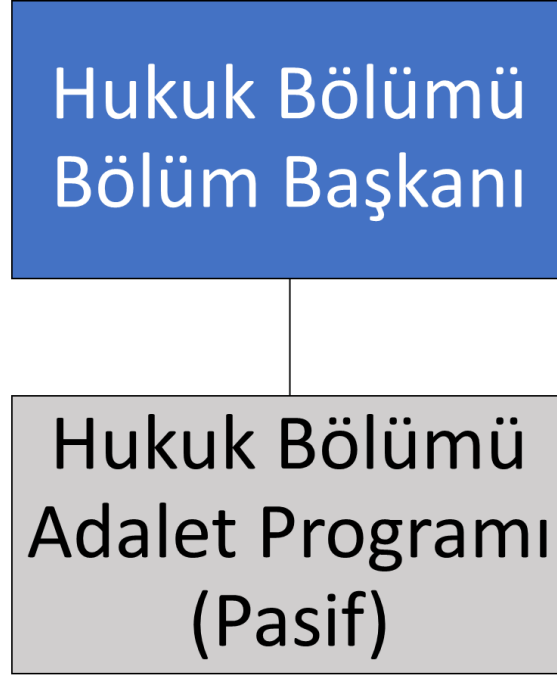 Hukuk Bölümü
Bölüm Başkanı
Hukuk Bölümü
Adalet Programı
(Pasif)